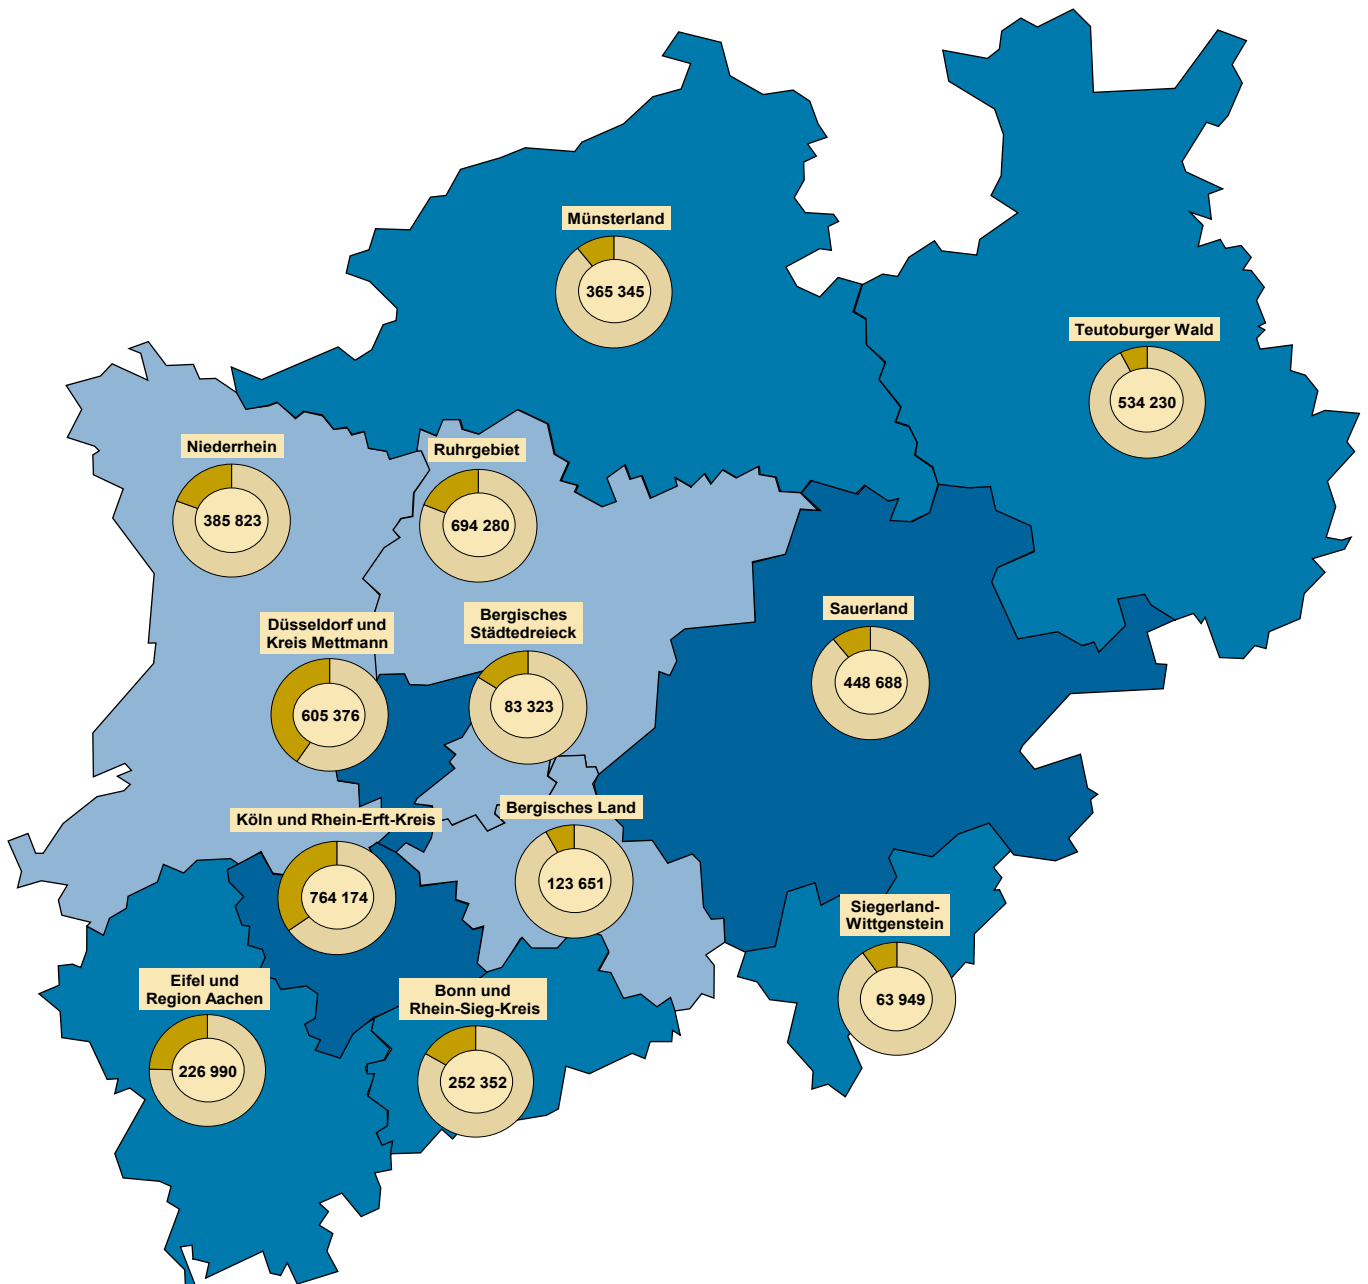 Münsterland
365 345
Teutoburger Wald
534 230
Niederrhein
385 823
Ruhrgebiet
694 280
Düsseldorf und
Kreis Mettmann
605 376
Bergisches
Städtedreieck
83 323
Sauerland
448 688
Köln und Rhein-Erft-Kreis
764 174
Bergisches Land
123 651
Siegerland-
Wittgenstein
63 949
Eifel und
Region Aachen
226 990
Bonn und
Rhein-Sieg-Kreis
252 352